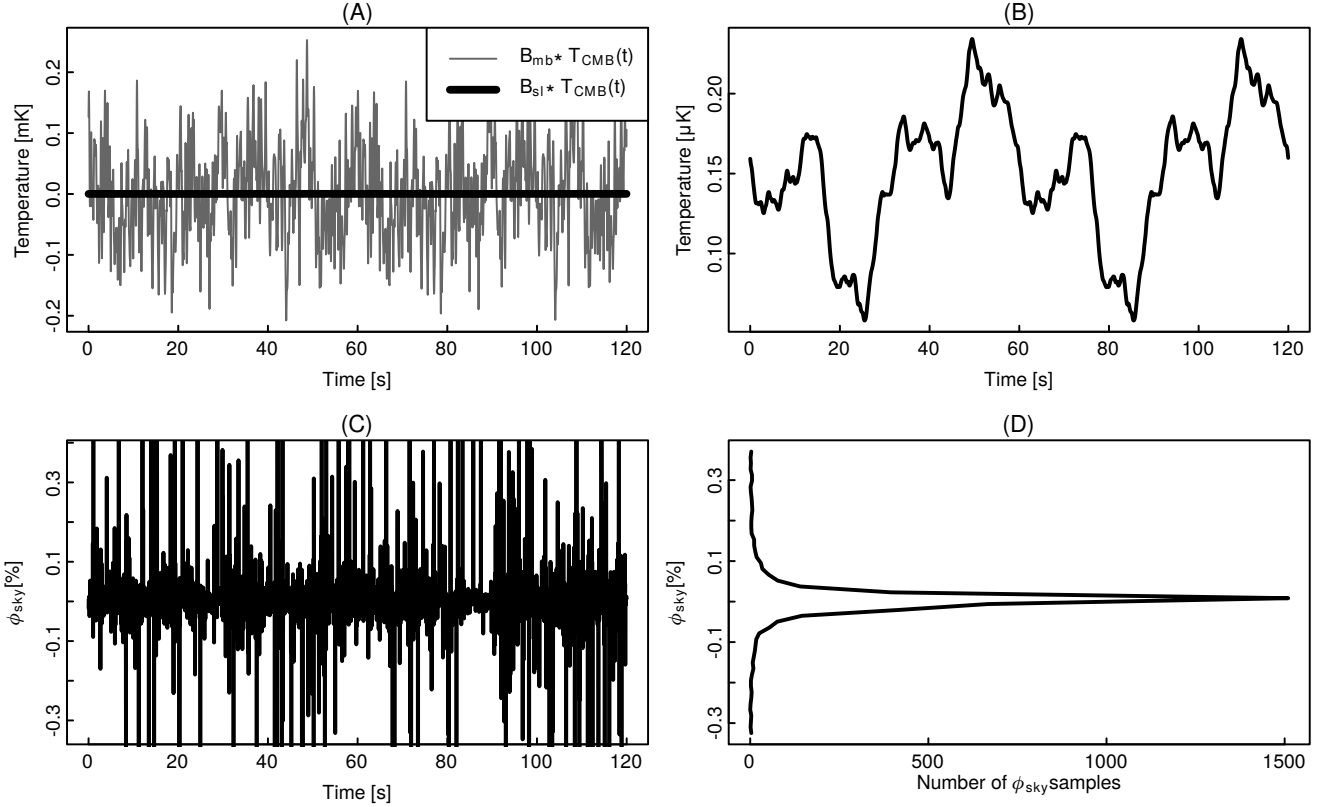 (A)
B_mb* T_CMB(t)
B_sl* T_CMB(t)
Temperature [mK]
0.2
0.1
0.0
-0.1
-0.2
0 20 40 60 80 100 120
Time [s]
(B)
Temperature [μK]
0.20
0.15
0.10
0 20 40 60 80 100 120
Time [s]
(C)
ϕsky[%]
0.3
0.1
-0.1
-0.3
0 20 40 60 80 100 120
Time [s]
(D)
ϕsky[%]
0.3
0.1
-0.1
-0.3
0 500 1000 1500
Number of ϕsky samples